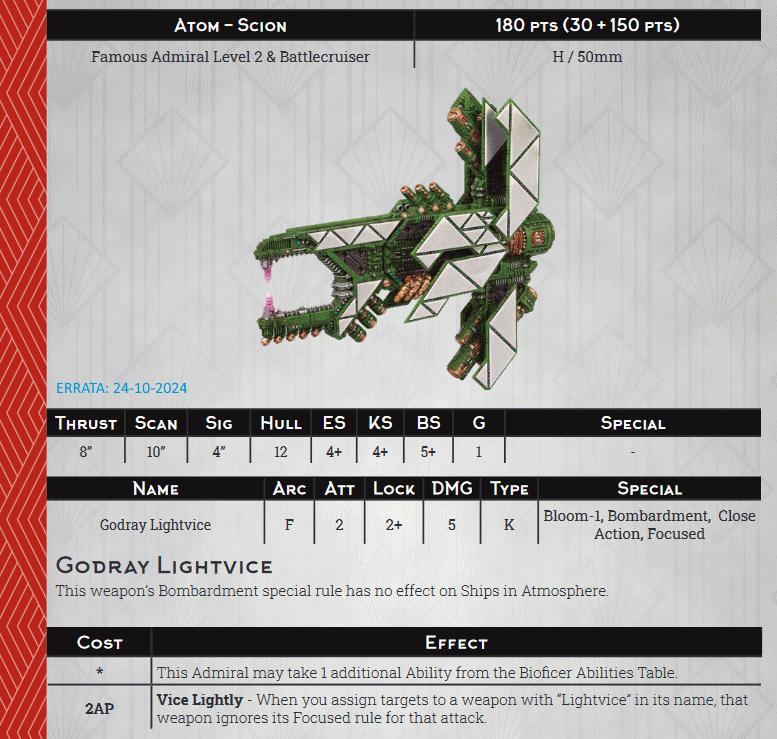 Atom – Scion 180 pts (30 + 150 pts)
Famous Admiral Level 2 & Battlecruiser H / 50mm
ERRATA: 24-10-2024
Thrust Scan Sig Hull ES KS BS G Special
8" 10" 4" 12 4+ 4+ 5+ 1 -
Name Arc Att Lock DMG Type Special
Godray Lightvice F 2 2+ 5 K Bloom-1, Bombardment, Close
Action, Focused
Godray Lightvice
This weapon's Bombardment special rule has no effect on Ships in Atmosphere.
Cost Effect
* This Admiral may take 1 additional Ability from the Bioficer Abilities Table.
2AP Vice Lightly - When you assign targets to a weapon with "Lightvice" in its name, that
weapon ignores its Focused rule for that attack.